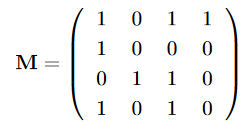 M =
1 0 1 1
1 0 0 0
0 1 1 0
1 0 1 0